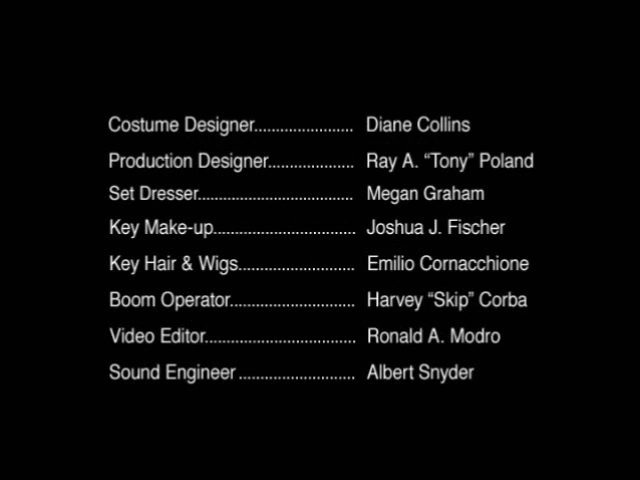 Costume Designer....................... Diane Collins
Production Designer.................... Ray A. “Tony” Poland
Set Dresser.................................... Megan Graham
Key Make-up................................. Joshua J. Fischer
Key Hair & Wigs........................... Emilio Cornacchione
Boom Operator............................. Harvey “Skip” Corba
Video Editor................................... Ronald A. Modro
Sound Engineer........................... Albert Snyder